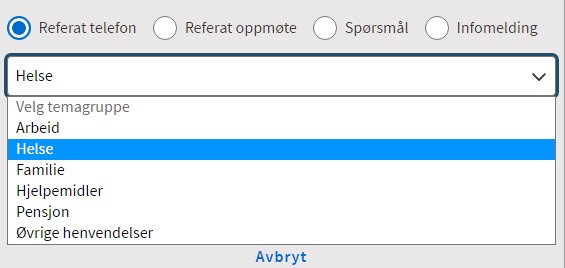 Referat telefon Referat oppmøte Spørsmål Infomelding
Helse
Velg temagruppe
Arbeid
Helse
Familie
Hjelpemidler
Pensjon
Øvrige henvendelser
Avbryt